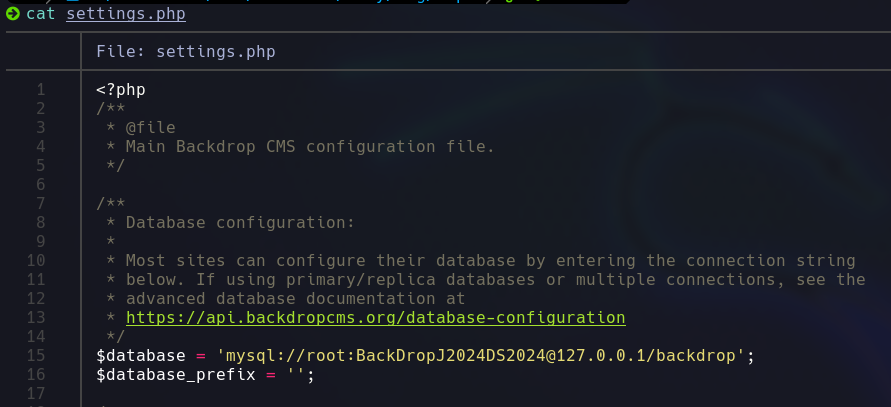 cat settings.php
File: settings.php
1 <?php
2 /**
3  * @file
4  * Main Backdrop CMS configuration file.
5  */
6
7 /**
8  * Database configuration:
9  *
10  * Most sites can configure their database by entering the connection string
11  * below. If using primary/replica databases or multiple connections, see the
12  * advanced database documentation at
13  * https://api.backdropcms.org/database-configuration
14  */
15 $database = 'mysql://root:BackDropJ2024DS2024@127.0.0.1/backdrop';
16 $database_prefix = '';
17